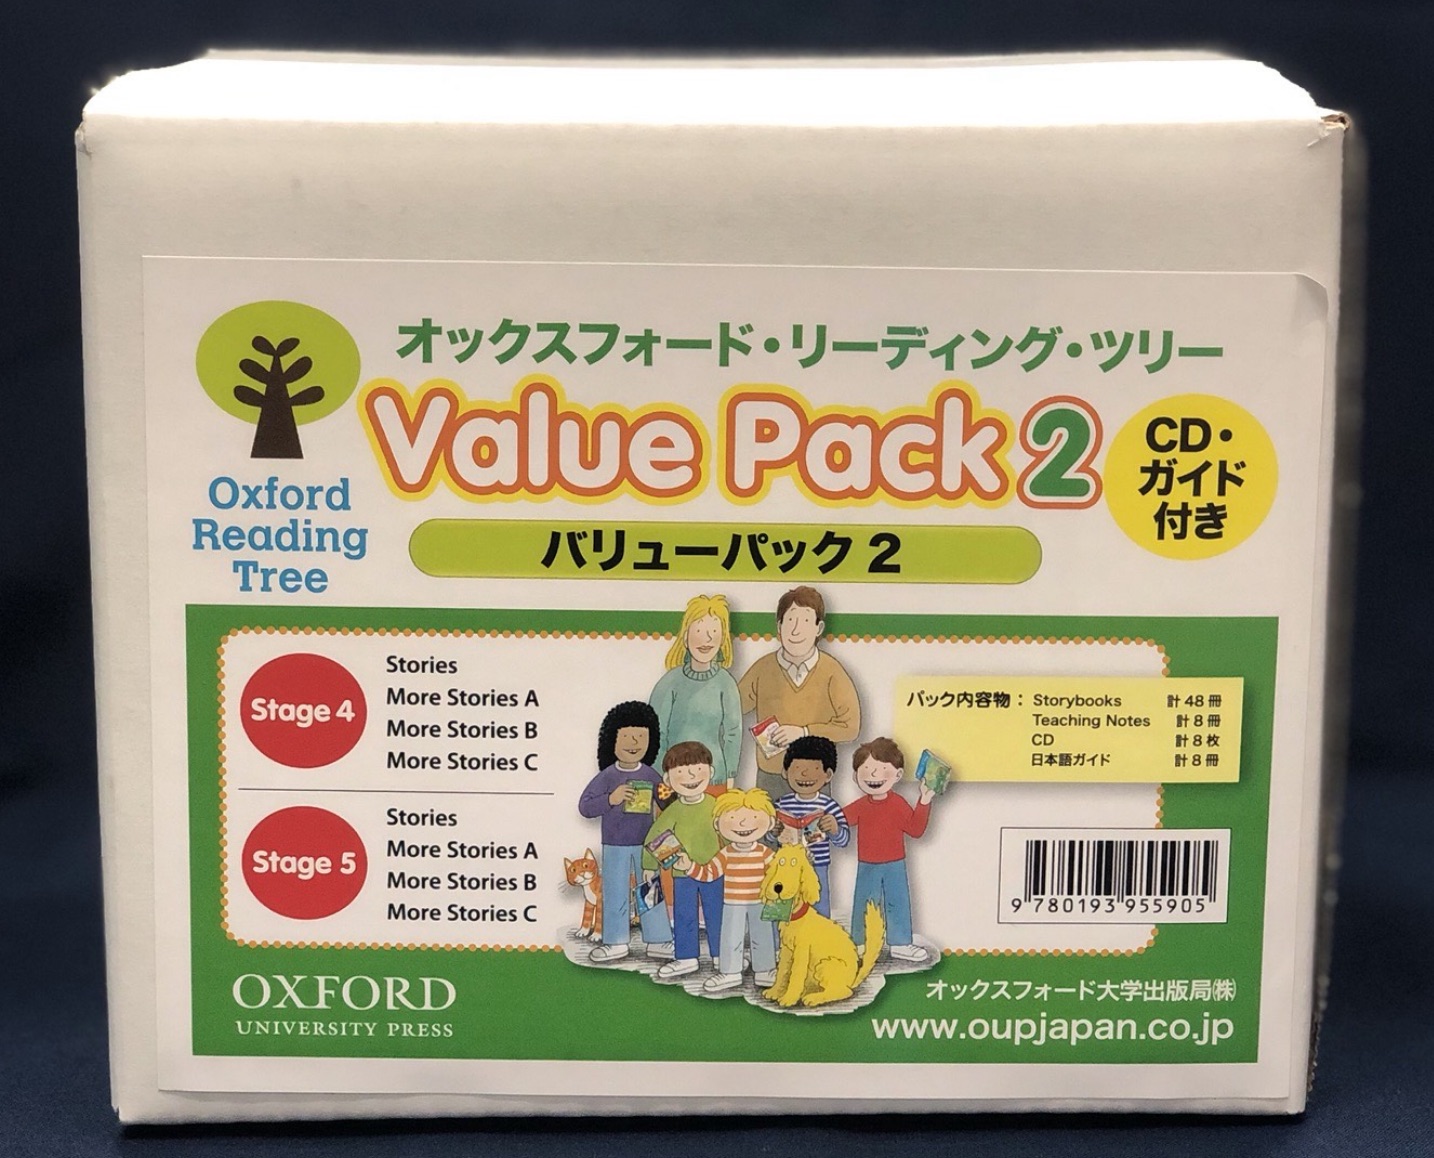 オックスフォード・リーディング・ツリー
Value Pack 2
CD・
ガイド
付き
バリューパック 2
Oxford
Reading
Tree
Stage 4
Stories
More Stories A
More Stories B
More Stories C
Stage 5
Stories
More Stories A
More Stories B
More Stories C
パック内容物： Storybooks 計 48 冊
Teaching Notes 計 8 冊
CD 計 8 枚
日本語ガイド 計 8 冊
9 780193 955905
OXFORD
UNIVERSITY PRESS
オックスフォード大学出版局㈱
www.oupjapan.co.jp